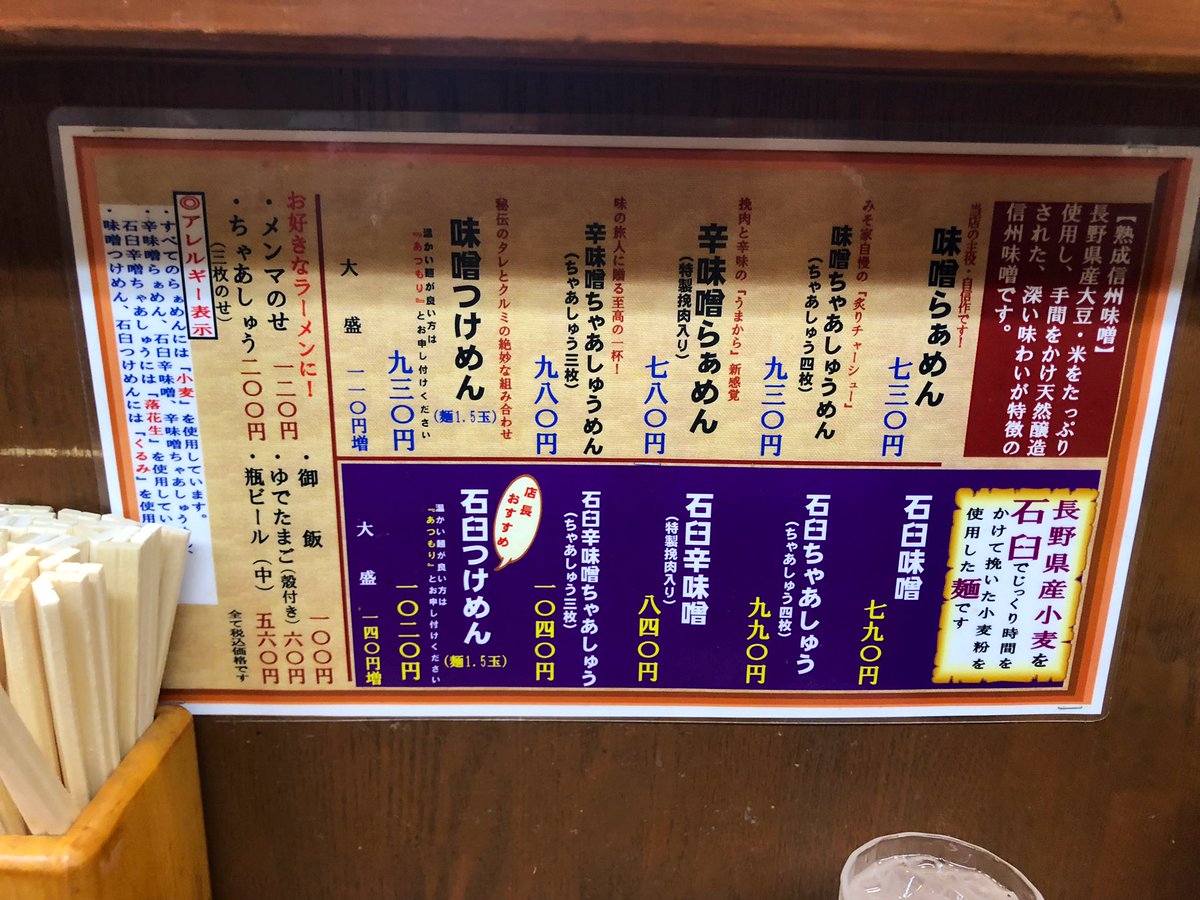 【熟成信州味噌】
長野県産大豆・米をたっぷり
使用し、手間をかけ天然醸造
された、深い味わいが特徴の
信州味噌です。
当店の主役・自信作です!
味噌らぁめん
七三〇円
みそ家自慢の『炙りチャーシュー』
味噌ちゃあしゅうめん
(ちゃあしゅう四枚)
九三〇円
挽肉と辛味の『うまから』新感覚
辛味噌らぁめん
(特製挽肉入り)
七八〇円
味の旅人に贈る至高の一杯!
辛味噌ちゃあしゅうめん
(ちゃあしゅう三枚)
九八〇円
秘伝のタレとクルミの絶妙な組み合わせ
味噌つけめん
(麺1.5玉)
温かい麺が良い方は
『あつもり』とお申し付けください
九三〇円
大盛
一一〇円増
長野県産小麦を
石臼でじっくり時間を
かけて挽いた小麦粉を
使用した麺です
石臼味噌
七九〇円
石臼ちゃあしゅう
(ちゃあしゅう四枚)
九九〇円
石臼辛味噌
(特製挽肉入り)
八四〇円
石臼辛味噌ちゃあしゅう
(ちゃあしゅう三枚)
一〇四〇円
店長
おすすめ
石臼つけめん
(麺1.5玉)
温かい麺が良い方は
『あつもり』とお申し付けください
一〇二〇円
大盛
一四〇円増
お好きなラーメンに!
・メンマのせ 一二〇円
・ちゃあしゅう 二〇〇円
(三枚のせ)
・御飯 一〇〇円
・ゆでたまご(殻付き) 六〇円
・瓶ビール(中) 五六〇円
全て税込価格です
◎アレルギー表示
・すべてのらぁめんには『小麦』を使用しています。
・辛味噌らぁめん、石臼辛味噌、辛味噌ちゃあしゅう
石臼辛噌ちゃあしゅうには『落花生』を使用してい
・味噌つけめん、石臼つけめんには『くるみ』を使用